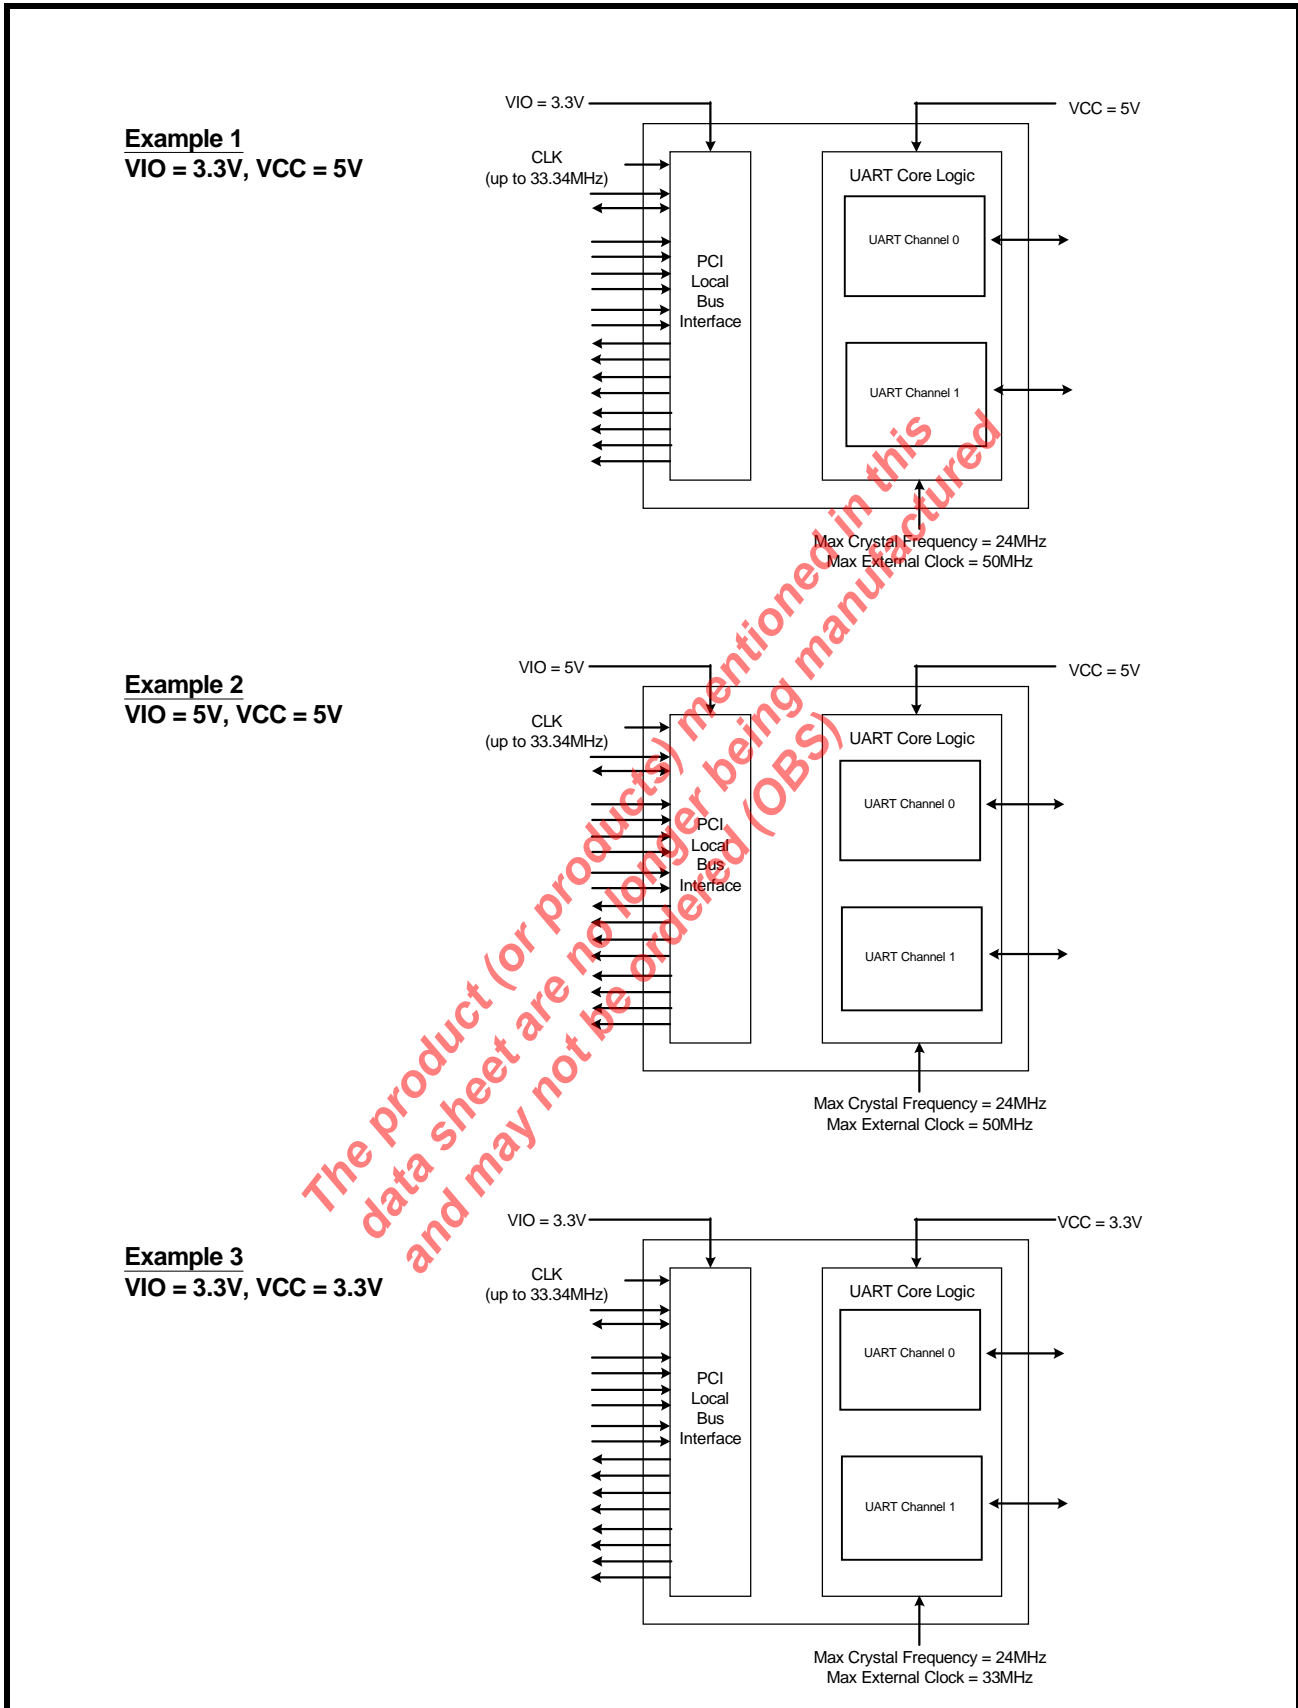 Example 1
VIO = 3.3V, VCC = 5V
VIO = 3.3V
VCC = 5V
CLK
(up to 33.34MHz)
PCI
Local
Bus
Interface
UART Core Logic
UART Channel 0
UART Channel 1
Max Crystal Frequency = 24MHz
Max External Clock = 50MHz
Example 2
VIO = 5V, VCC = 5V
VIO = 5V
VCC = 5V
CLK
(up to 33.34MHz)
PCI
Local
Bus
Interface
UART Core Logic
UART Channel 0
UART Channel 1
Max Crystal Frequency = 24MHz
Max External Clock = 50MHz
Example 3
VIO = 3.3V, VCC = 3.3V
VIO = 3.3V
VCC = 3.3V
CLK
(up to 33.34MHz)
PCI
Local
Bus
Interface
UART Core Logic
UART Channel 0
UART Channel 1
Max Crystal Frequency = 24MHz
Max External Clock = 33MHz
The product (or products) mentioned in this
data sheet are no longer being manufactured
and may not be ordered (OBS)